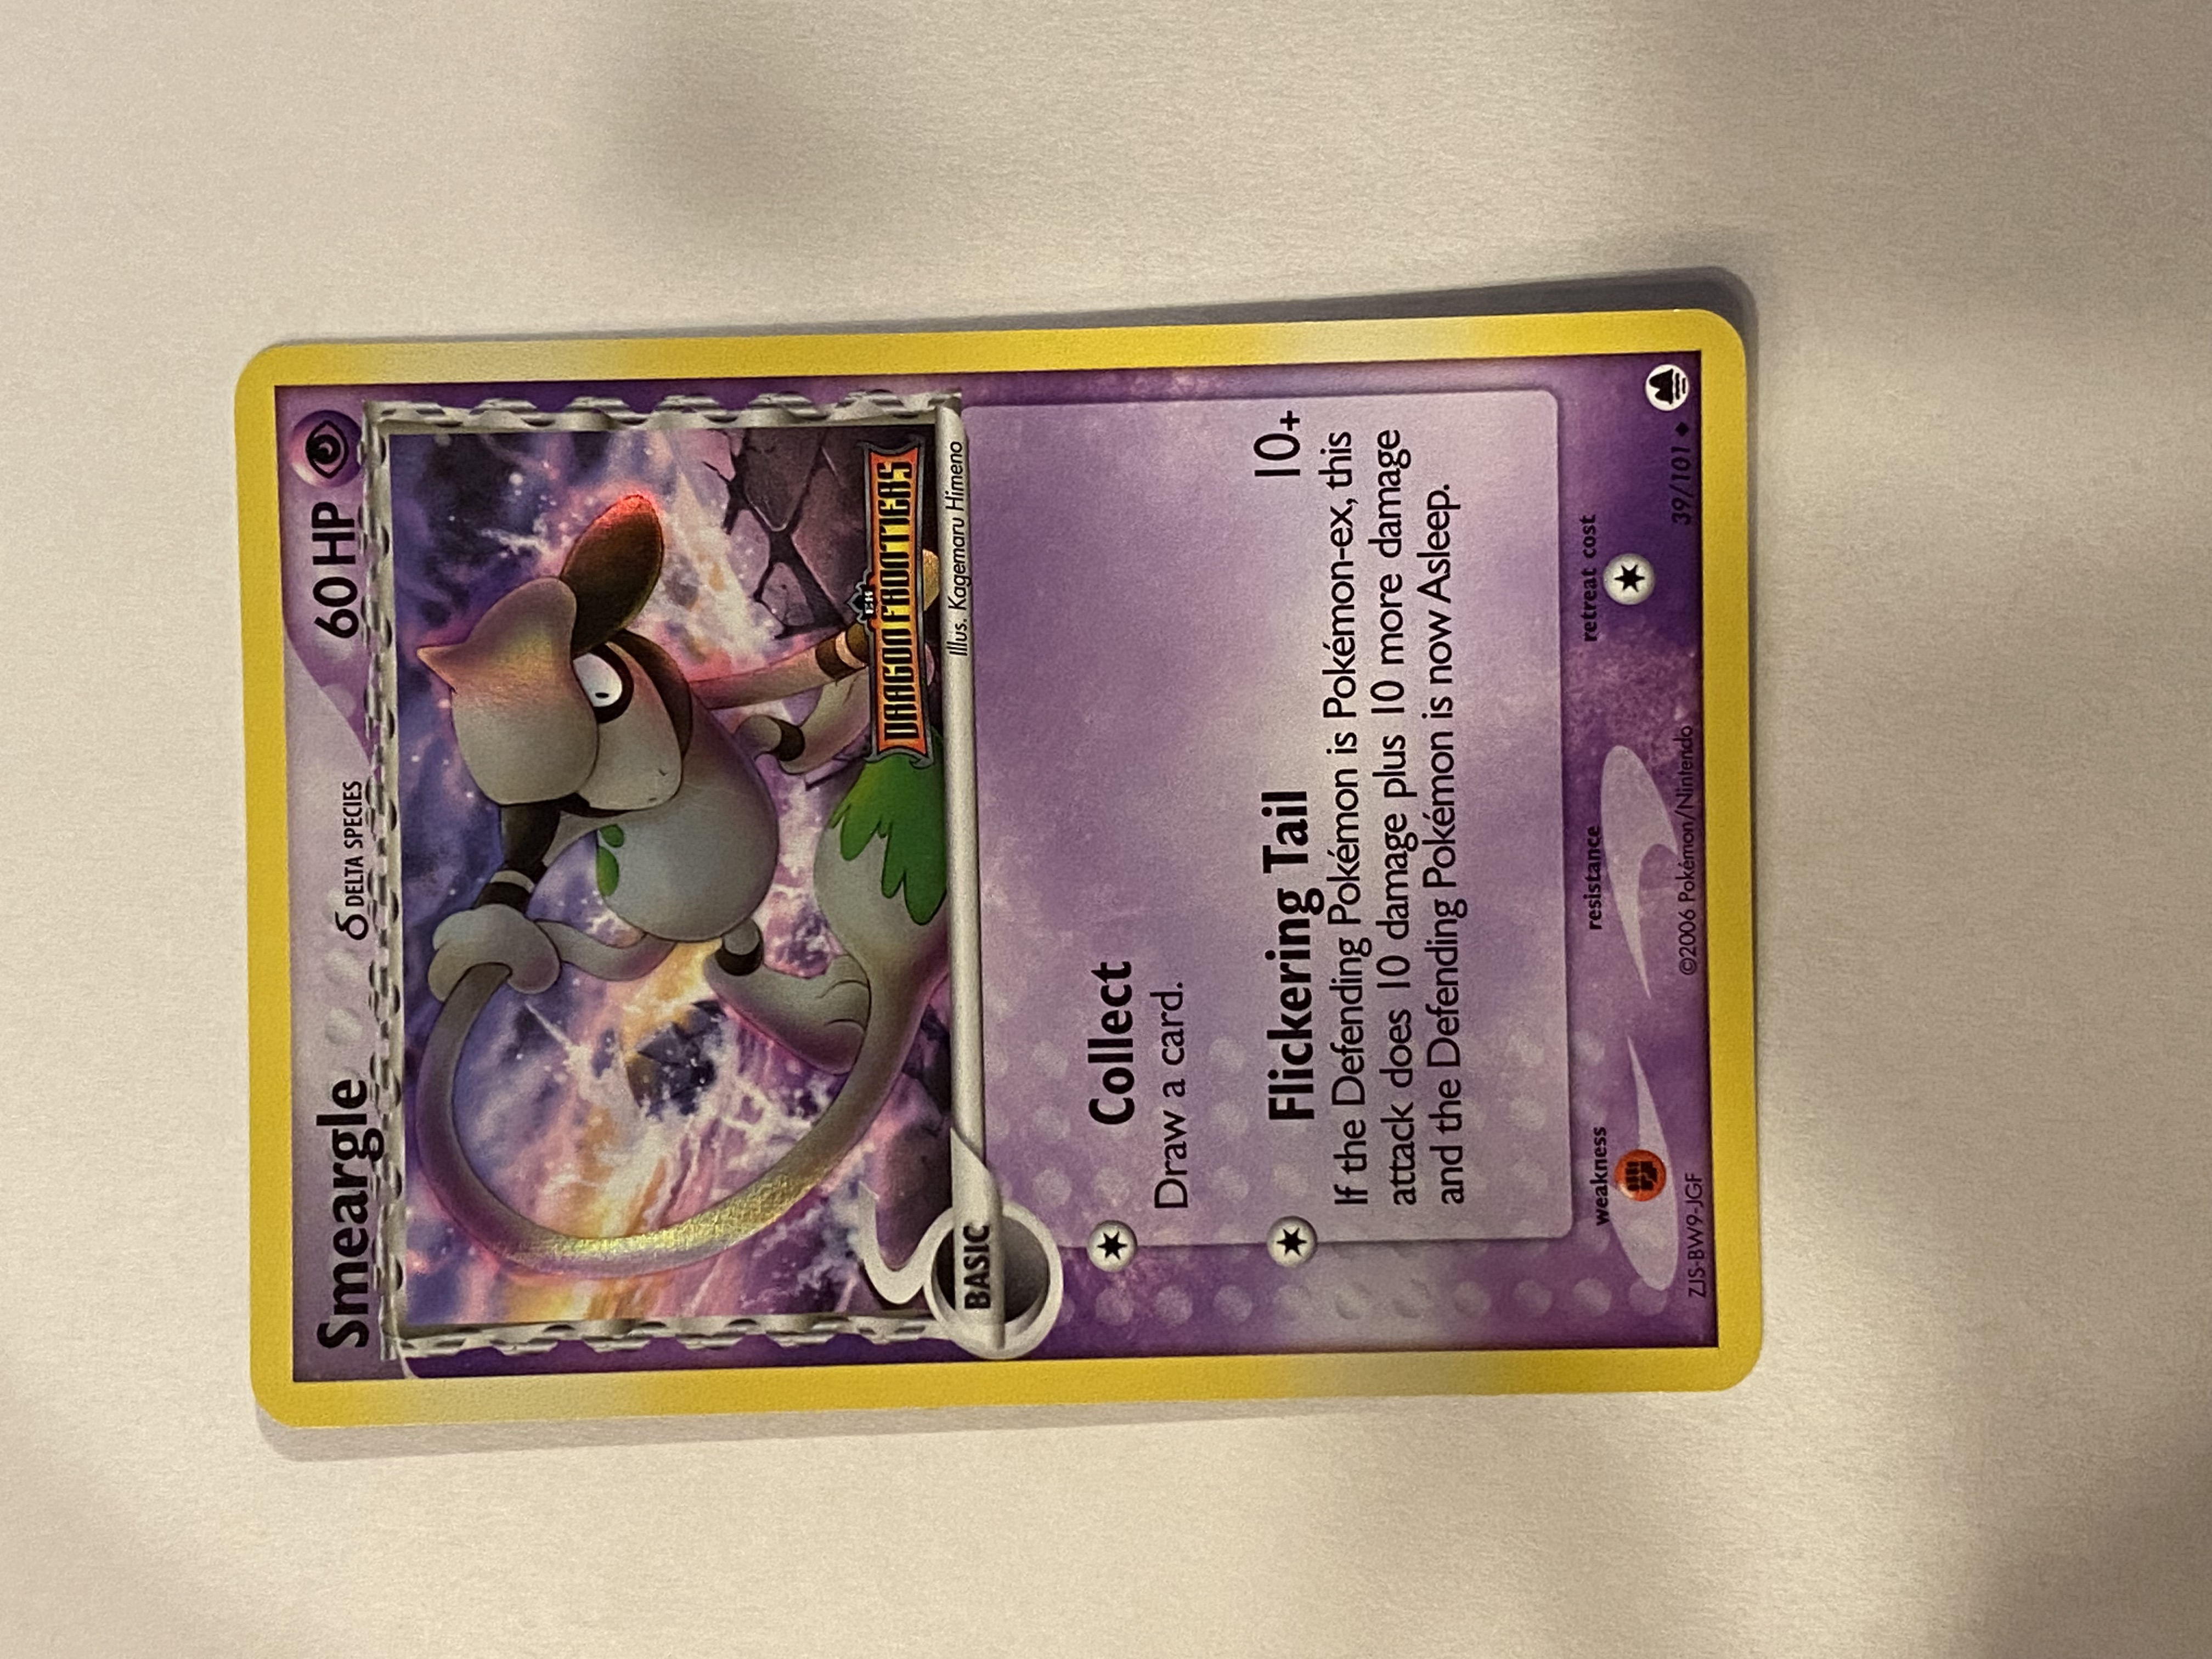 Smeargle δ DELTA SPECIES 60 HP
EX
DRAGON FRONTIERS
Illus. Kagemaru Himeno
BASIC
Collect
Draw a card.
Flickering Tail 10+
If the Defending Pokémon is Pokémon-ex, this
attack does 10 damage plus 10 more damage
and the Defending Pokémon is now Asleep.
weakness resistance retreat cost
ZJS-BW9-JGF ©2006 Pokémon/Nintendo 39/101